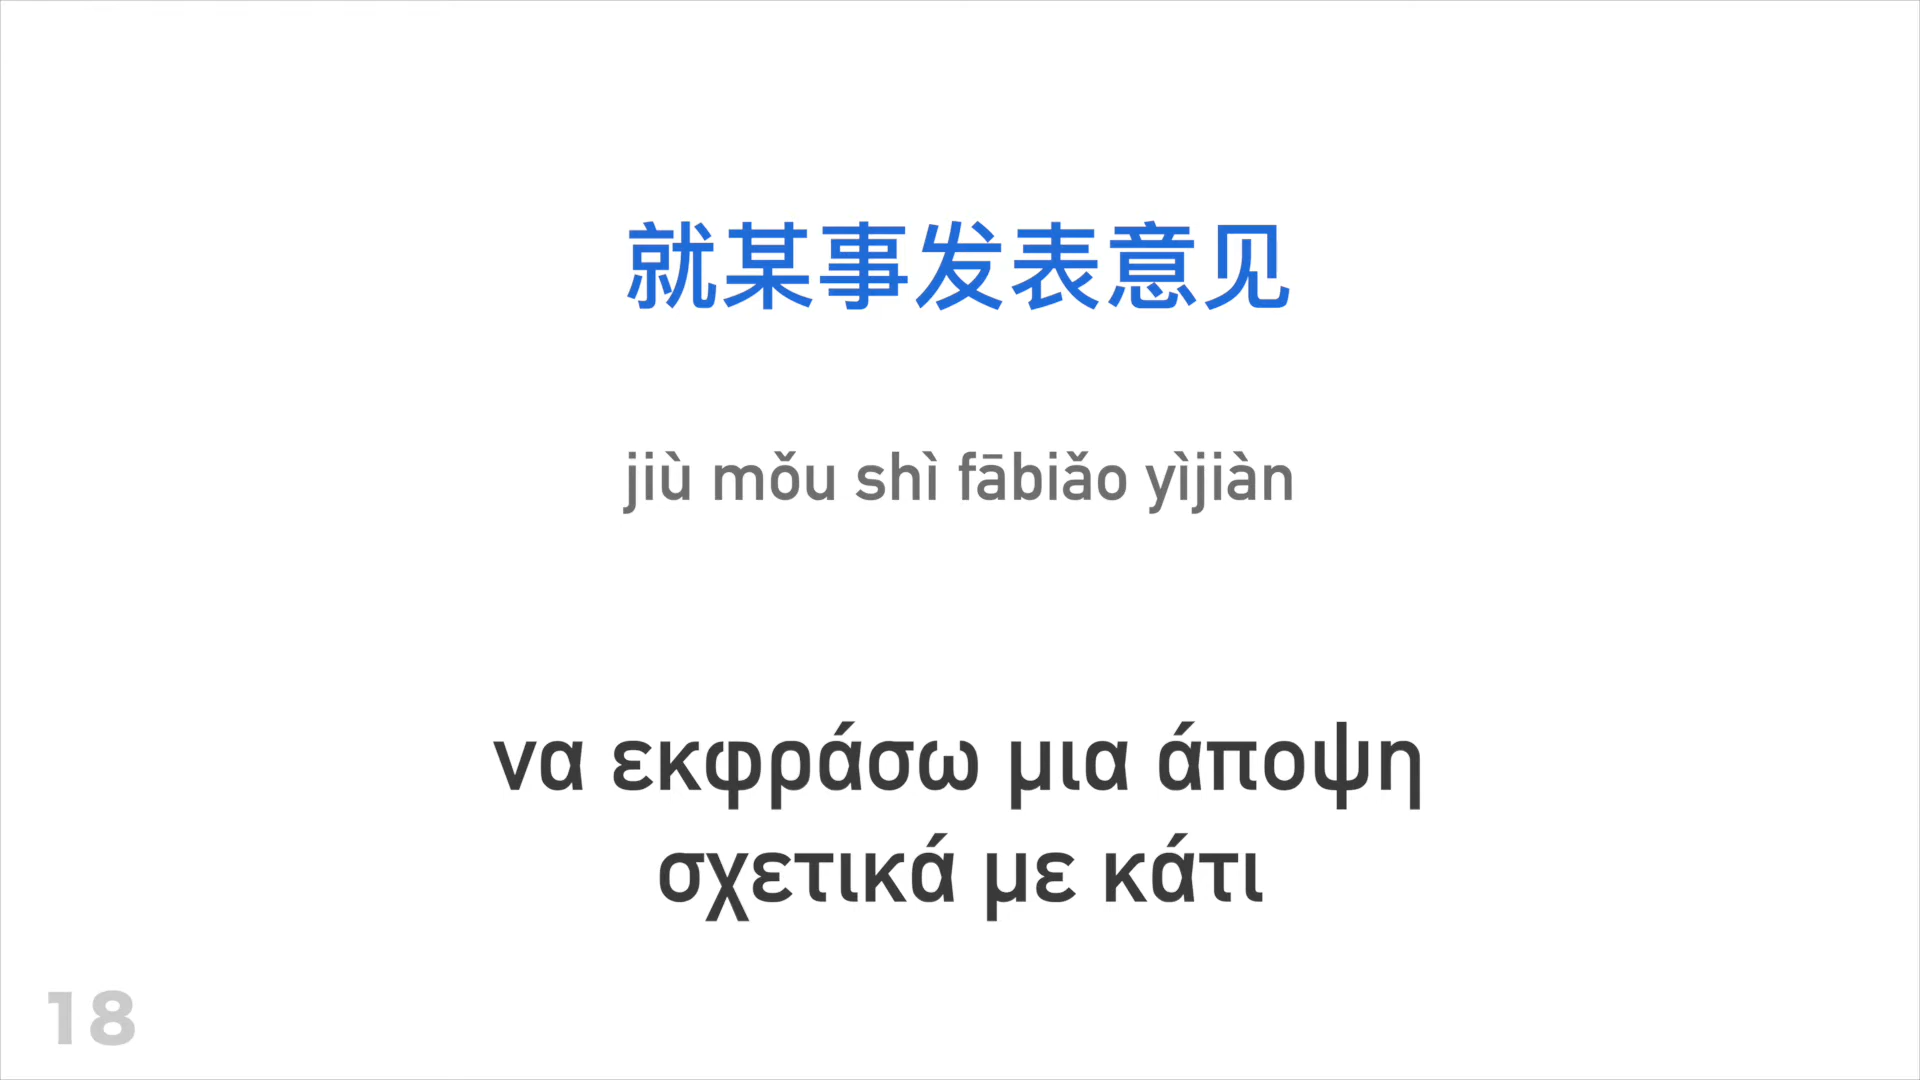 就某事发表意见
jiù mǒu shì fābiǎo yìjiàn
να εκφράσω μια άποψη
σχετικά με κάτι
18